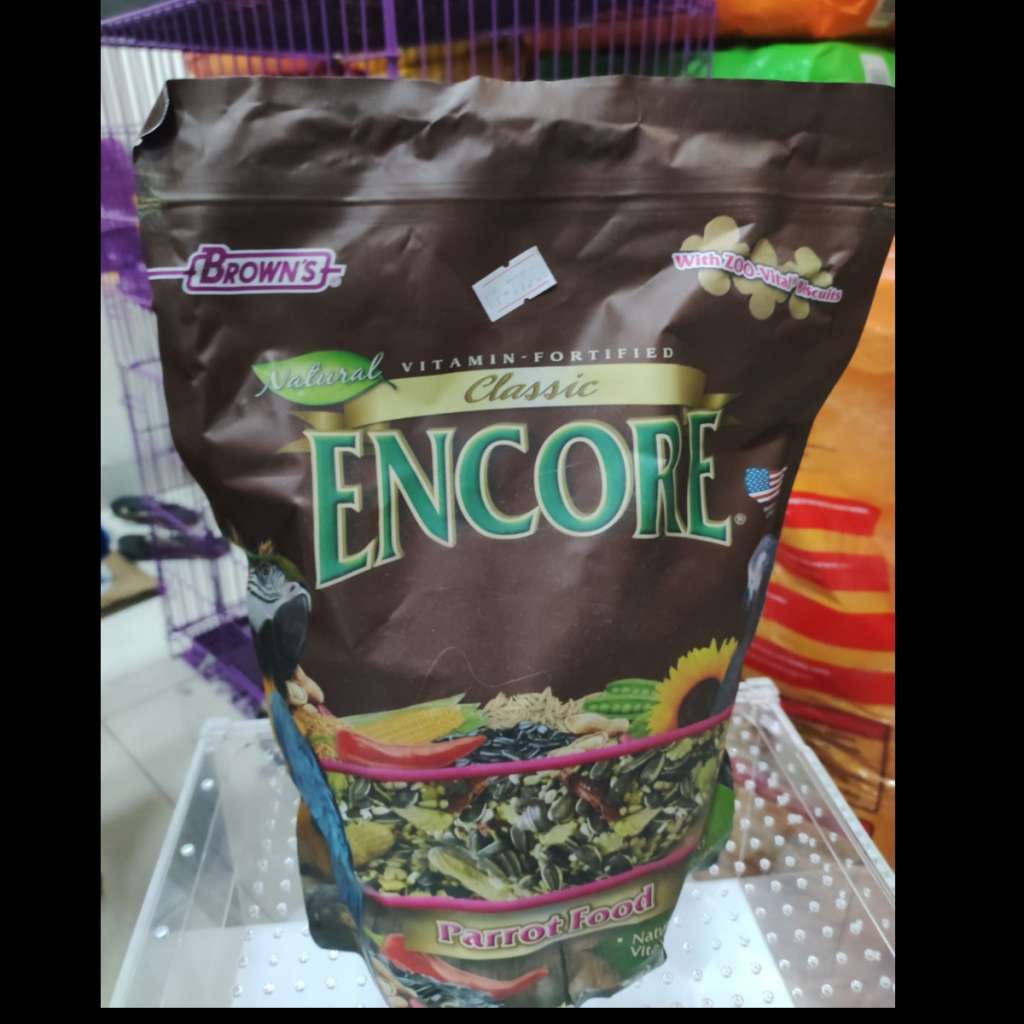 BROWN'S®
With ZOO-Vital® Biscuits
Natural
VITAMIN-FORTIFIED
Classic
ENCORE®
Parrot Food